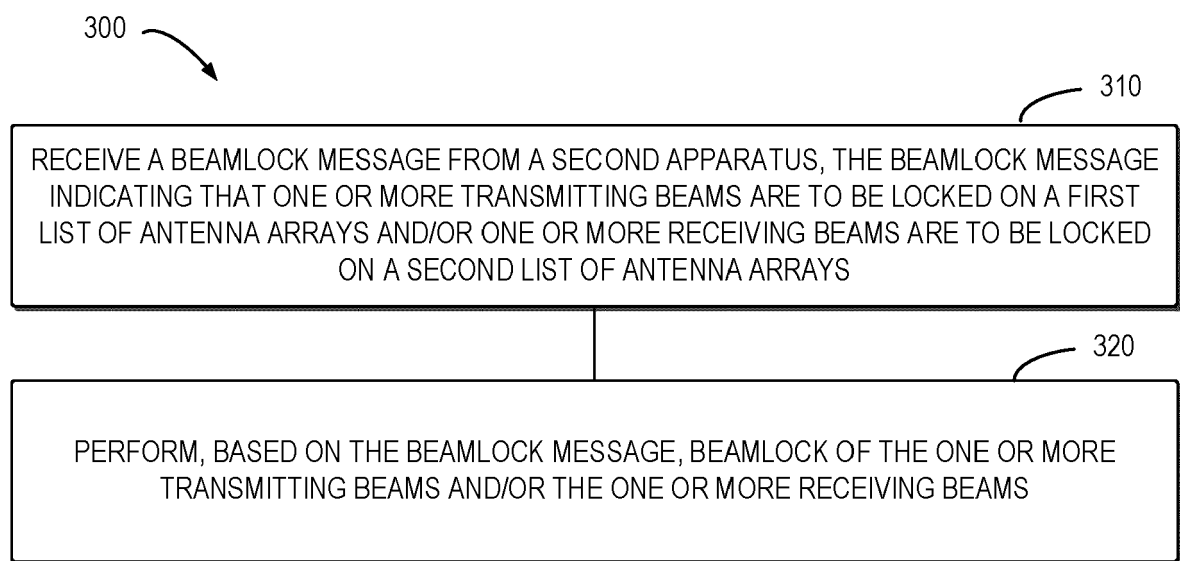 300
310
RECEIVE A BEAMLOCK MESSAGE FROM A SECOND APPARATUS, THE BEAMLOCK MESSAGE
INDICATING THAT ONE OR MORE TRANSMITTING BEAMS ARE TO BE LOCKED ON A FIRST
LIST OF ANTENNA ARRAYS AND/OR ONE OR MORE RECEIVING BEAMS ARE TO BE LOCKED
ON A SECOND LIST OF ANTENNA ARRAYS
320
PERFORM, BASED ON THE BEAMLOCK MESSAGE, BEAMLOCK OF THE ONE OR MORE
TRANSMITTING BEAMS AND/OR THE ONE OR MORE RECEIVING BEAMS